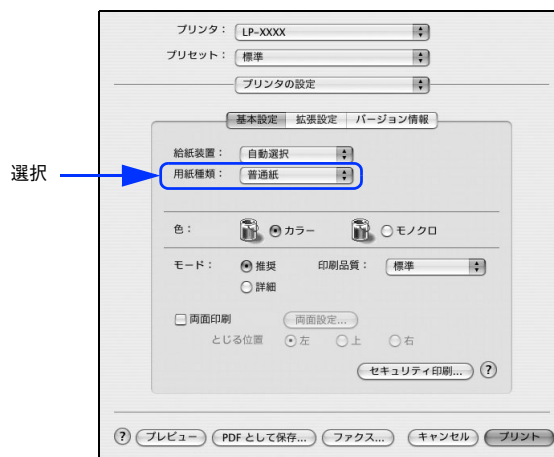 プリンタ： LP-XXXX
プリセット： 標準
プリンタの設定
基本設定 拡張設定 バージョン情報
給紙装置： 自動選択
選択 用紙種類： 普通紙
色： カラー モノクロ
モード： 推奨 印刷品質： 標準
詳細
両面印刷 両面設定...
とじる位置 左 上 右
セキュリティ印刷... ?
? プレビュー PDF として保存... ファクス... キャンセル プリント